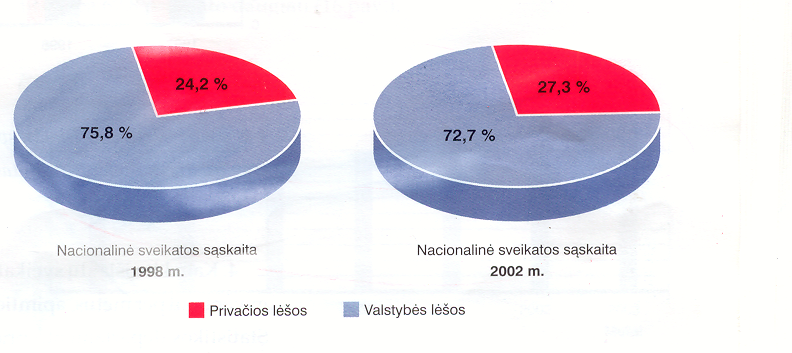 24,2 %
75,8 %
27,3 %
72,7 %
Nacionalinė sveikatos sąskaita
1998 m.
Nacionalinė sveikatos sąskaita
2002 m.
Privačios lėšos
Valstybės lėšos